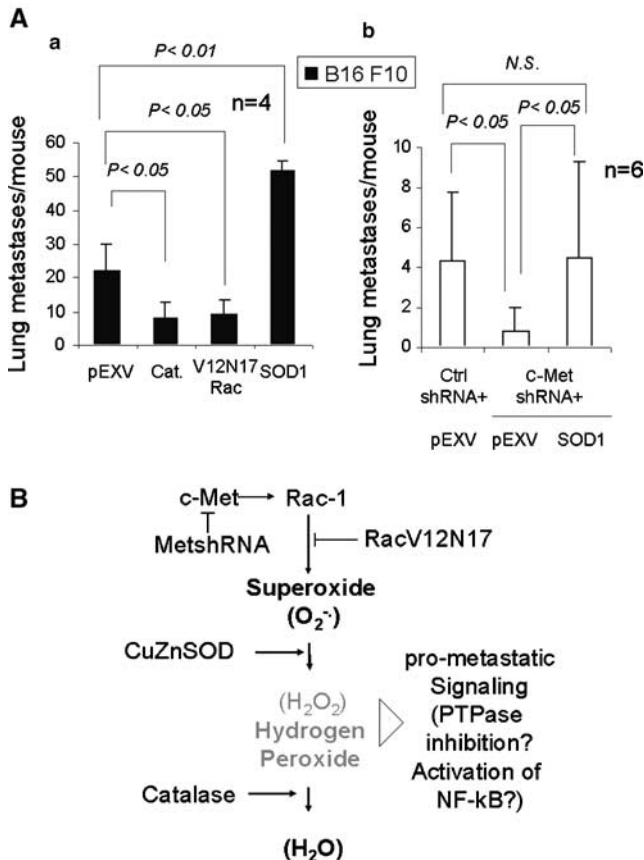 A
a
P< 0.01
B16 F10
n=4
P< 0.05
P< 0.05
Lung metastases/mouse
60
50
40
30
20
10
0
pEXV Cat. V12N17 Rac SOD1
b
N.S.
P< 0.05 P< 0.05
n=6
Lung metastases/mouse
10
8
6
4
2
0
Ctrl shRNA+ c-Met shRNA+
pEXV pEXV SOD1
B
c-Met Rac-1
MetshRNA RacV12N17
Superoxide
(O₂⁻·)
CuZnSOD
(H₂O₂)
Hydrogen
Peroxide
pro-metastatic
Signaling
(PTPase
inhibition?
Activation of
NF-kB?)
Catalase
(H₂O)